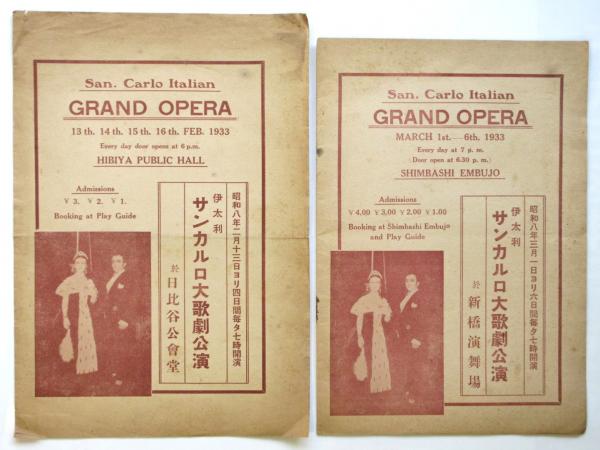 San. Carlo Italian
GRAND OPERA
13 th. 14 th. 15 th. 16 th. FEB. 1933
Every day door opens at 6 p.m.
HIBIYA PUBLIC HALL
Admissions
¥ 3. ¥ 2. ¥ 1.
Booking at Play Guide
昭和八年二月十三日ヨリ四日間毎夕七時開演
伊太利
サンカルロ大歌劇公演
於 日比谷公會堂
San. Carlo Italian
GRAND OPERA
MARCH 1st.—6th. 1933
Every day at 7 p. m.
(Door open at 6.30 p. m.)
SHIMBASHI EMBUJO
Admissions
¥ 4.00 ¥ 3.00 ¥ 2.00 ¥ 1.00
Booking at Shimbashi Embujo
and Play Guide
昭和八年三月一日ヨリ六日間毎夕七時開演
伊太利
サンカルロ大歌劇公演
於 新橋演舞場